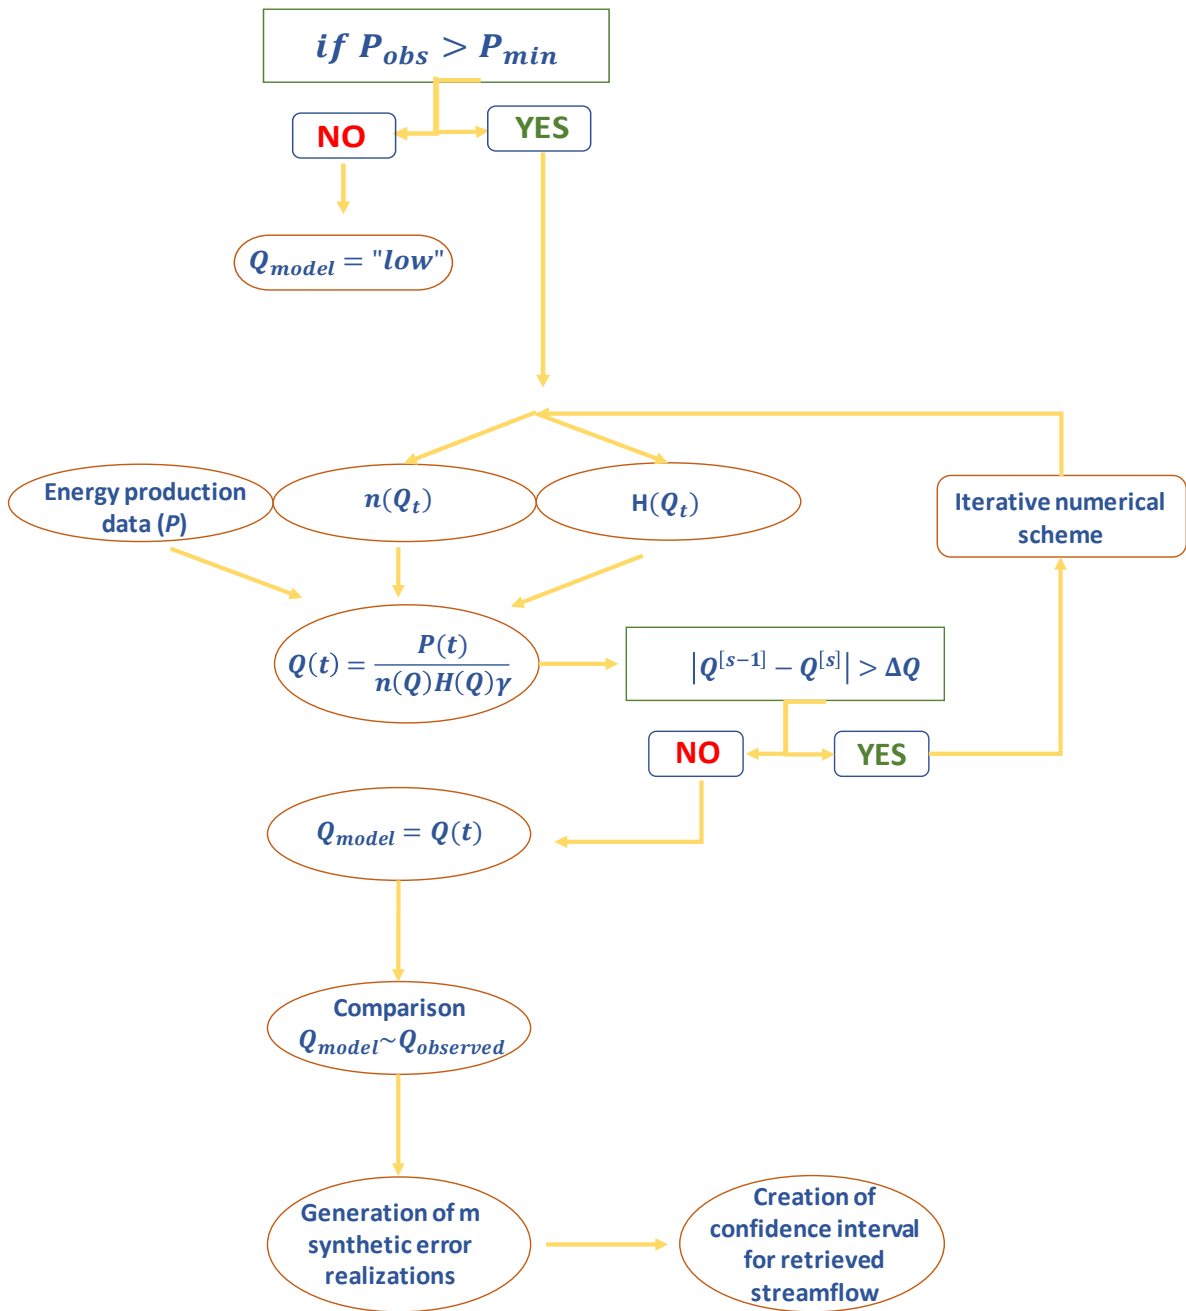 if P_obs > P_min
NO
YES
Q_model = "low"
Energy production
data (P)
n(Q_t)
H(Q_t)
Iterative numerical
scheme
Q(t) = P(t) / n(Q)H(Q)γ
|Q^[s−1] − Q^[s]| > ΔQ
NO
YES
Q_model = Q(t)
Comparison
Q_model~Q_observed
Generation of m
synthetic error
realizations
Creation of
confidence interval
for retrieved
streamflow